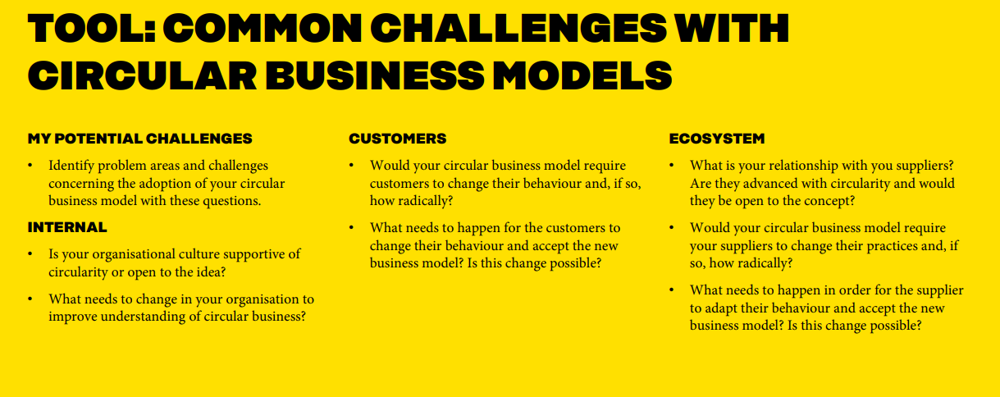 TOOL: COMMON CHALLENGES WITH
CIRCULAR BUSINESS MODELS
MY POTENTIAL CHALLENGES
• Identify problem areas and challenges
concerning the adoption of your circular
business model with these questions.
INTERNAL
• Is your organisational culture supportive of
circularity or open to the idea?
• What needs to change in your organisation to
improve understanding of circular business?
CUSTOMERS
• Would your circular business model require
customers to change their behaviour and, if so,
how radically?
• What needs to happen for the customers to
change their behaviour and accept the new
business model? Is this change possible?
ECOSYSTEM
• What is your relationship with you suppliers?
Are they advanced with circularity and would
they be open to the concept?
• Would your circular business model require
your suppliers to change their practices and, if
so, how radically?
• What needs to happen in order for the supplier
to adapt their behaviour and accept the new
business model? Is this change possible?